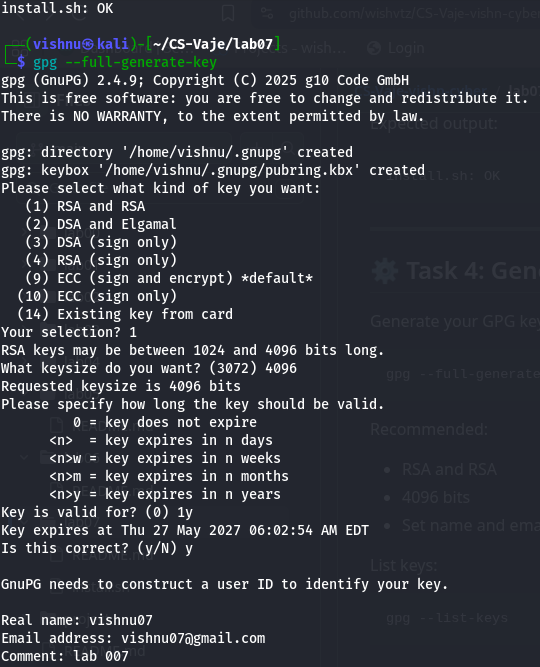 install.sh: OK
github.com/wishvtz/CS-Vaje-vishn-cyber
Login
┌──(vishnu㉿kali)-[~/CS-Vaje/lab07]
└─$ gpg --full-generate-key
gpg (GnuPG) 2.4.9; Copyright (C) 2025 g10 Code GmbH
This is free software: you are free to change and redistribute it.
There is NO WARRANTY, to the extent permitted by law.
Expected output:
gpg: directory '/home/vishnu/.gnupg' created
gpg: keybox '/home/vishnu/.gnupg/pubring.kbx' created
install.sh: OK
Please select what kind of key you want:
(1) RSA and RSA
(2) DSA and Elgamal
(3) DSA (sign only)
(4) RSA (sign only)
(9) ECC (sign and encrypt) *default*
(10) ECC (sign only)
(14) Existing key from card
Task 4: Gen
Generate your GPG key
Your selection? 1
RSA keys may be between 1024 and 4096 bits long.
What keysize do you want? (3072) 4096
gpg --full-generate
Requested keysize is 4096 bits
Please specify how long the key should be valid.
0 = key does not expire
<n>  = key expires in n days
<n>w = key expires in n weeks
<n>m = key expires in n months
<n>y = key expires in n years
Recommended:
RSA and RSA
4096 bits
Set name and ema
Key is valid for? (0) 1y
Key expires at Thu 27 May 2027 06:02:54 AM EDT
Is this correct? (y/N) y
List keys:
GnuPG needs to construct a user ID to identify your key.
gpg --list-keys
Real name: vishnu07
Email address: vishnu07@gmail.com
Comment: lab 007